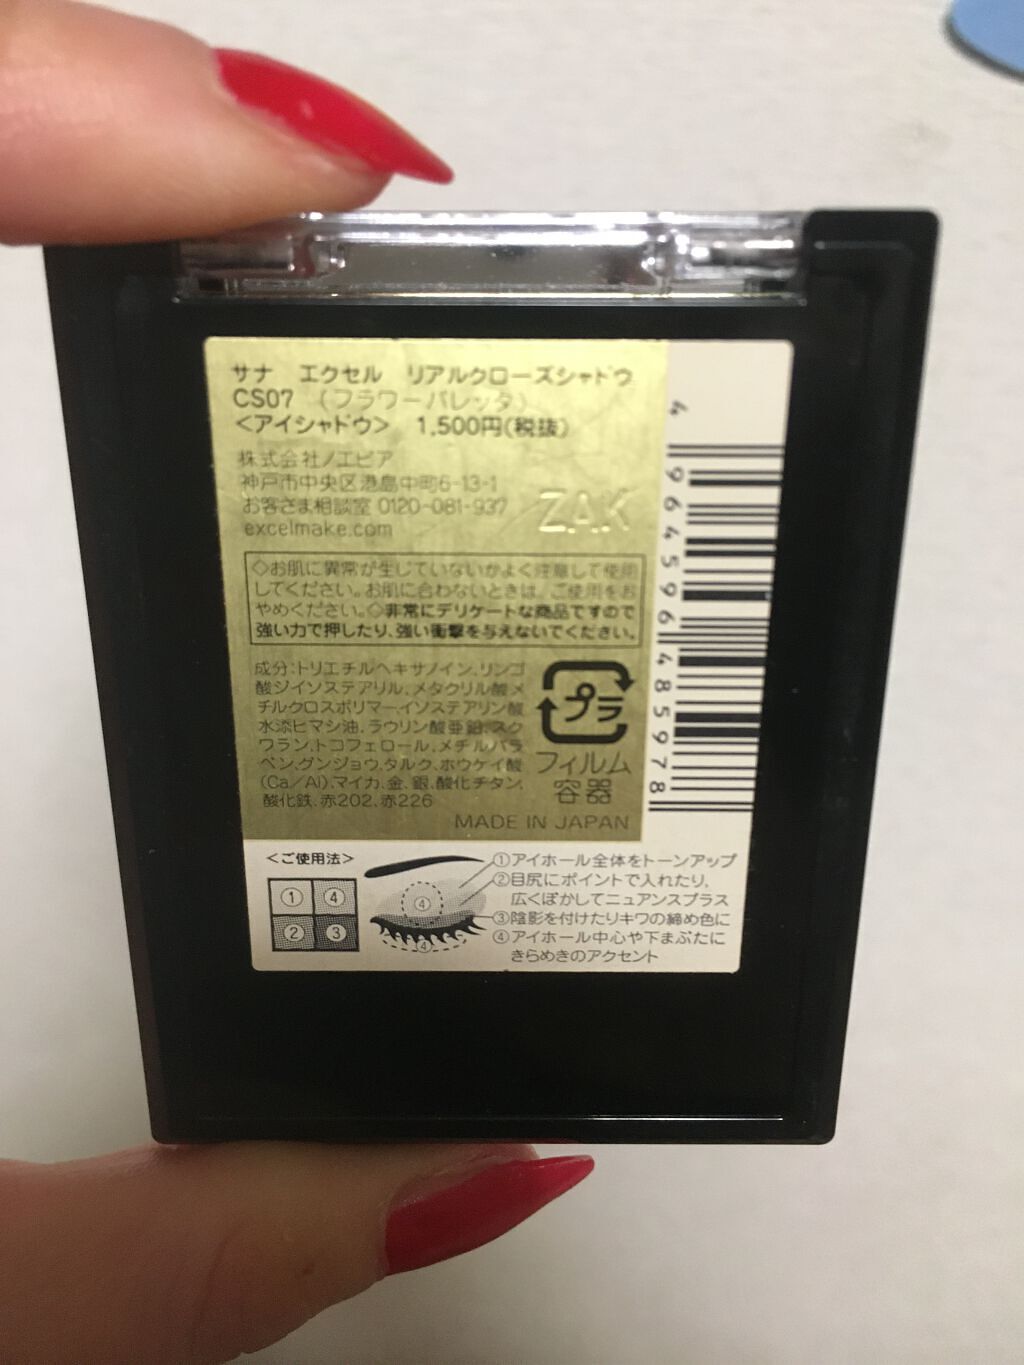 サナ エクセル リアルクローズシャドウ
CS07 (フラワーバレッタ)
<アイシャドウ> 1,500円(税抜)
株式会社ノエビア
神戸市中央区港島中町6-13-1
お客さま相談室 0120-081-937
excelmake.com
ZAK
◇お肌に異常が生じていないかよく注意して使用
してください。お肌に合わないときは、ご使用をお
やめください。◇非常にデリケートな商品ですので
強い力で押したり、強い衝撃を与えないでください。
成分:トリエチルヘキサノイン、リンゴ
酸ジイソステアリル、メタクリル酸メ
チルクロスポリマー、イソステアリン酸
水添ヒマシ油、ラウリン酸亜鉛、スク
ワラン、トコフェロール、メチルパラ
ベン、グンジョウ、タルク、ホウケイ酸
(Ca/Al)、マイカ、金、銀、酸化チタン、
酸化鉄、赤202、赤226
プラ
フィルム
容器
MADE IN JAPAN
4 964596 485978
<ご使用法>
① ④
② ③
④
④
①アイホール全体をトーンアップ
②目尻にポイントで入れたり、
広くぼかしてニュアンスプラス
③陰影を付けたりキワの締め色に
④アイホール中心や下まぶたに
きらめきのアクセント